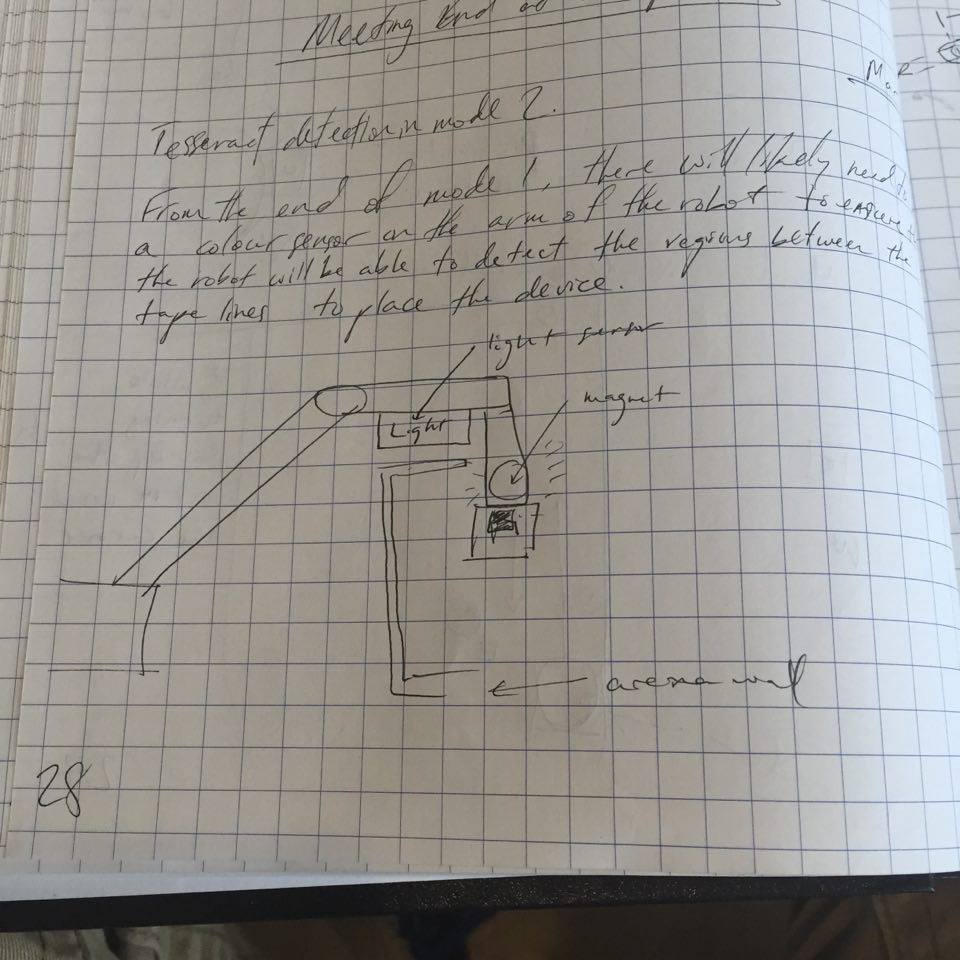 Meeting End of
Tesseract detection in mode 2.
From the end of mode 1, there will likely need to
a colour sensor on the arm of the robot to ensure
the robot will be able to detect the regions between the
tape lines to place the device.
light sensor
magnet
Light
arena wall
28